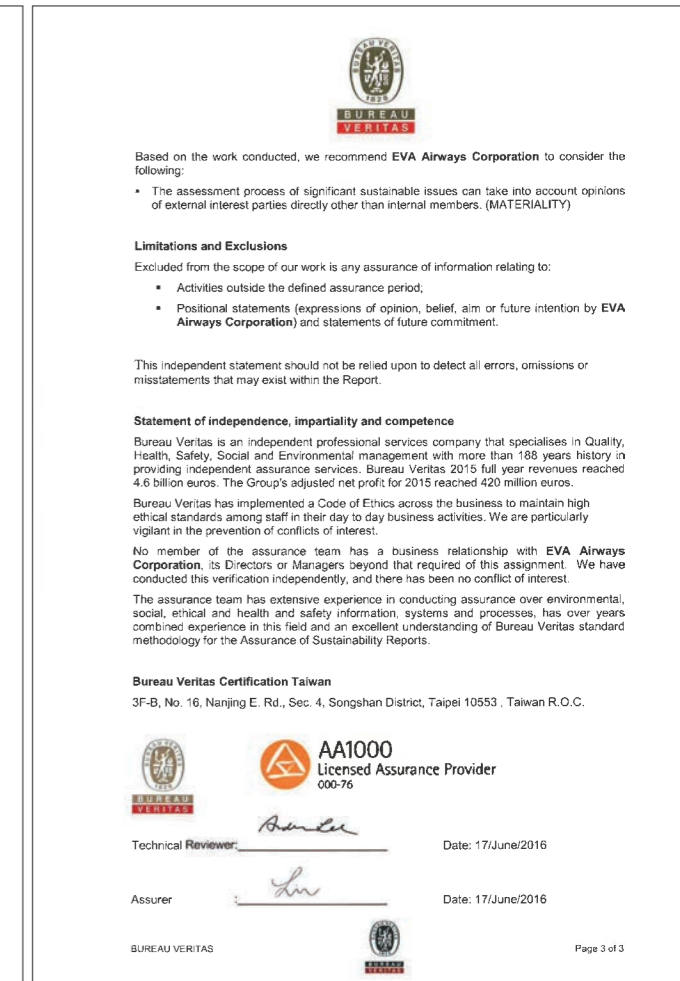 BUREAU VERITAS
1828
BUREAU
VERITAS
Based on the work conducted, we recommend EVA Airways Corporation to consider the
following:
▪ The assessment process of significant sustainable issues can take into account opinions
of external interest parties directly other than internal members. (MATERIALITY)
Limitations and Exclusions
Excluded from the scope of our work is any assurance of information relating to:
▪ Activities outside the defined assurance period;
▪ Positional statements (expressions of opinion, belief, aim or future intention by EVA
Airways Corporation) and statements of future commitment.
This independent statement should not be relied upon to detect all errors, omissions or
misstatements that may exist within the Report.
Statement of independence, impartiality and competence
Bureau Veritas is an independent professional services company that specialises in Quality,
Health, Safety, Social and Environmental management with more than 188 years history in
providing independent assurance services. Bureau Veritas 2015 full year revenues reached
4.6 billion euros. The Group's adjusted net profit for 2015 reached 420 million euros.
Bureau Veritas has implemented a Code of Ethics across the business to maintain high
ethical standards among staff in their day to day business activities. We are particularly
vigilant in the prevention of conflicts of interest.
No member of the assurance team has a business relationship with EVA Airways
Corporation, its Directors or Managers beyond that required of this assignment. We have
conducted this verification independently, and there has been no conflict of interest.
The assurance team has extensive experience in conducting assurance over environmental,
social, ethical and health and safety information, systems and processes, has over years
combined experience in this field and an excellent understanding of Bureau Veritas standard
methodology for the Assurance of Sustainability Reports.
Bureau Veritas Certification Taiwan
3F-B, No. 16, Nanjing E. Rd., Sec. 4, Songshan District, Taipei 10553 , Taiwan R.O.C.
BUREAU
VERITAS
AA1000
Licensed Assurance Provider
000-76
Technical Reviewer: Date: 17/June/2016
Assurer : Lin Date: 17/June/2016
BUREAU VERITAS
BUREAU
VERITAS
Page 3 of 3